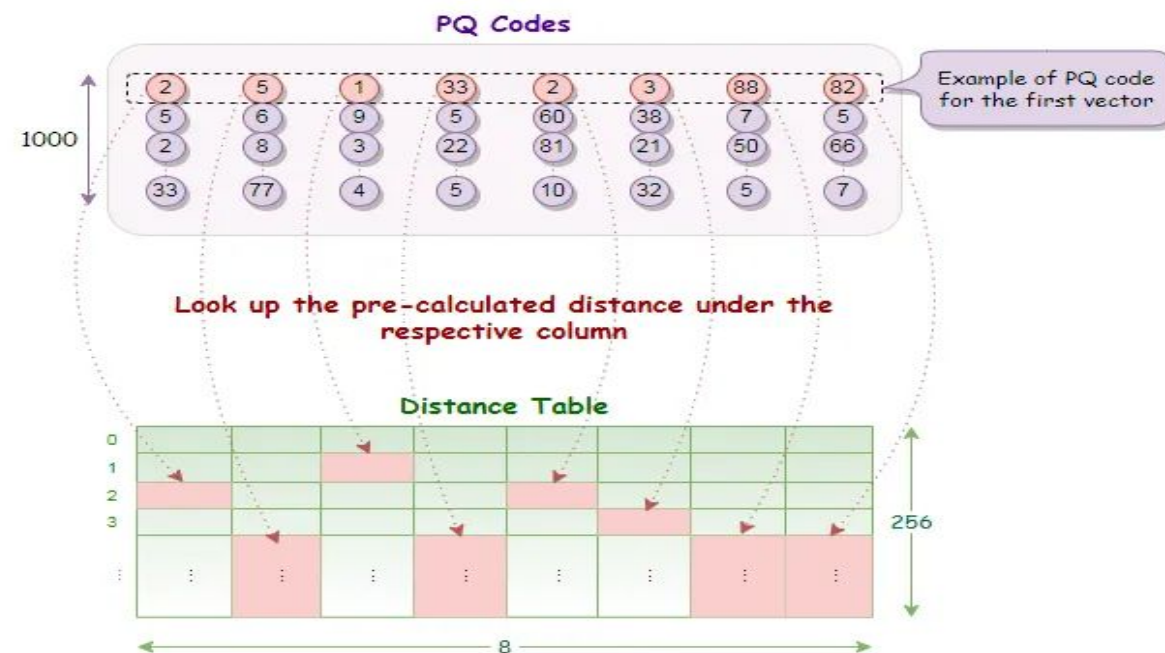 PQ Codes
2 5 1 33 2 3 88 82
Example of PQ code
for the first vector
5 6 9 5 60 38 7 5
1000
2 8 3 22 81 21 50 66
33 77 4 5 10 32 5 7
Look up the pre-calculated distance under the
respective column
Distance Table
0
1
2
3
256
⋮ ⋮ ⋮ ⋮ ⋮ ⋮ ⋮ ⋮ ⋮
8